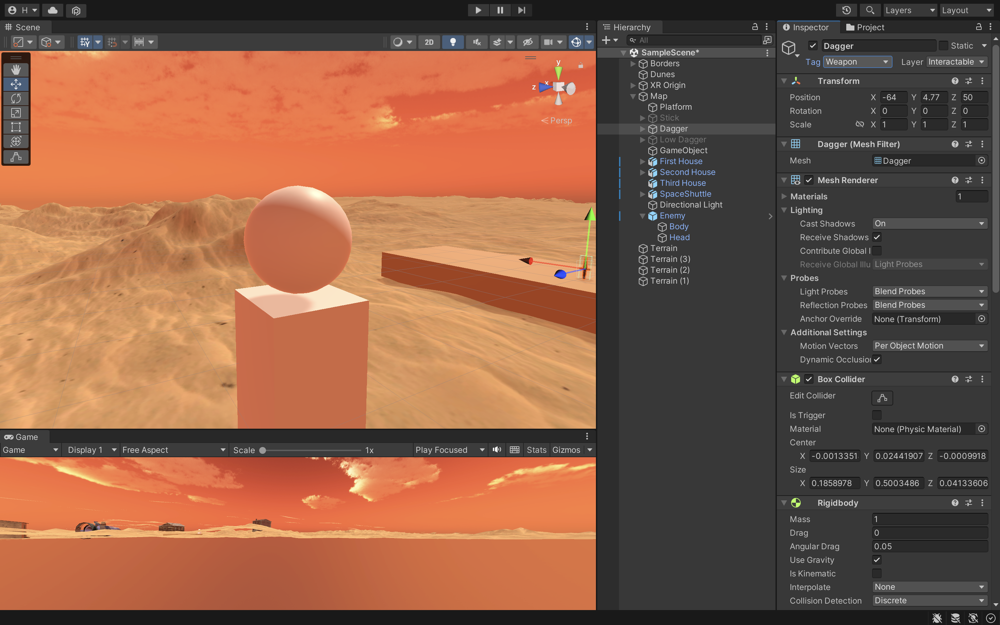 H
Layers
Layout
Scene
2D
y
x
z
Persp
Game
Game
Display 1
Free Aspect
Scale
1x
Play Focused
Stats
Gizmos
Hierarchy
All
SampleScene*
Borders
Dunes
XR Origin
Map
Platform
Stick
Dagger
Low Dagger
GameObject
First House
Second House
Third House
SpaceShuttle
Directional Light
Enemy
Body
Head
Terrain
Terrain (3)
Terrain (2)
Terrain (1)
Inspector
Project
Dagger
Static
Tag Weapon Layer Interactable
Transform
Position X -64 Y 4.77 Z 50
Rotation X 0 Y 0 Z 0
Scale X 1 Y 1 Z 1
Dagger (Mesh Filter)
Mesh Dagger
Mesh Renderer
Materials 1
Lighting
Cast Shadows On
Receive Shadows
Contribute Global I
Receive Global Illu Light Probes
Probes
Light Probes Blend Probes
Reflection Probes Blend Probes
Anchor Override None (Transform)
Additional Settings
Motion Vectors Per Object Motion
Dynamic Occlusio
Box Collider
Edit Collider
Is Trigger
Material None (Physic Material)
Center
X -0.0013351 Y 0.02441907 Z -0.0009918
Size
X 0.1858978 Y 0.5003486 Z 0.04133606
Rigidbody
Mass 1
Drag 0
Angular Drag 0.05
Use Gravity
Is Kinematic
Interpolate None
Collision Detection Discrete